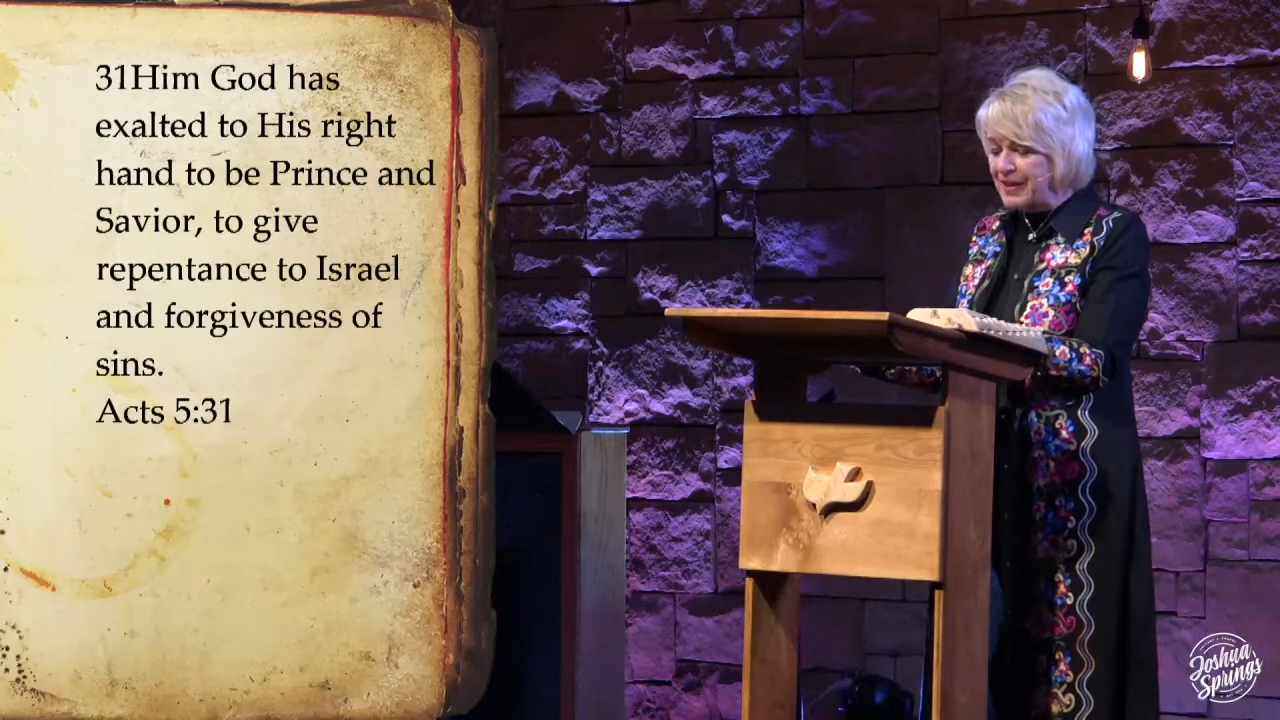 31Him God has
exalted to His right
hand to be Prince and
Savior, to give
repentance to Israel
and forgiveness of
sins.
Acts 5:31
Joshua
Springs